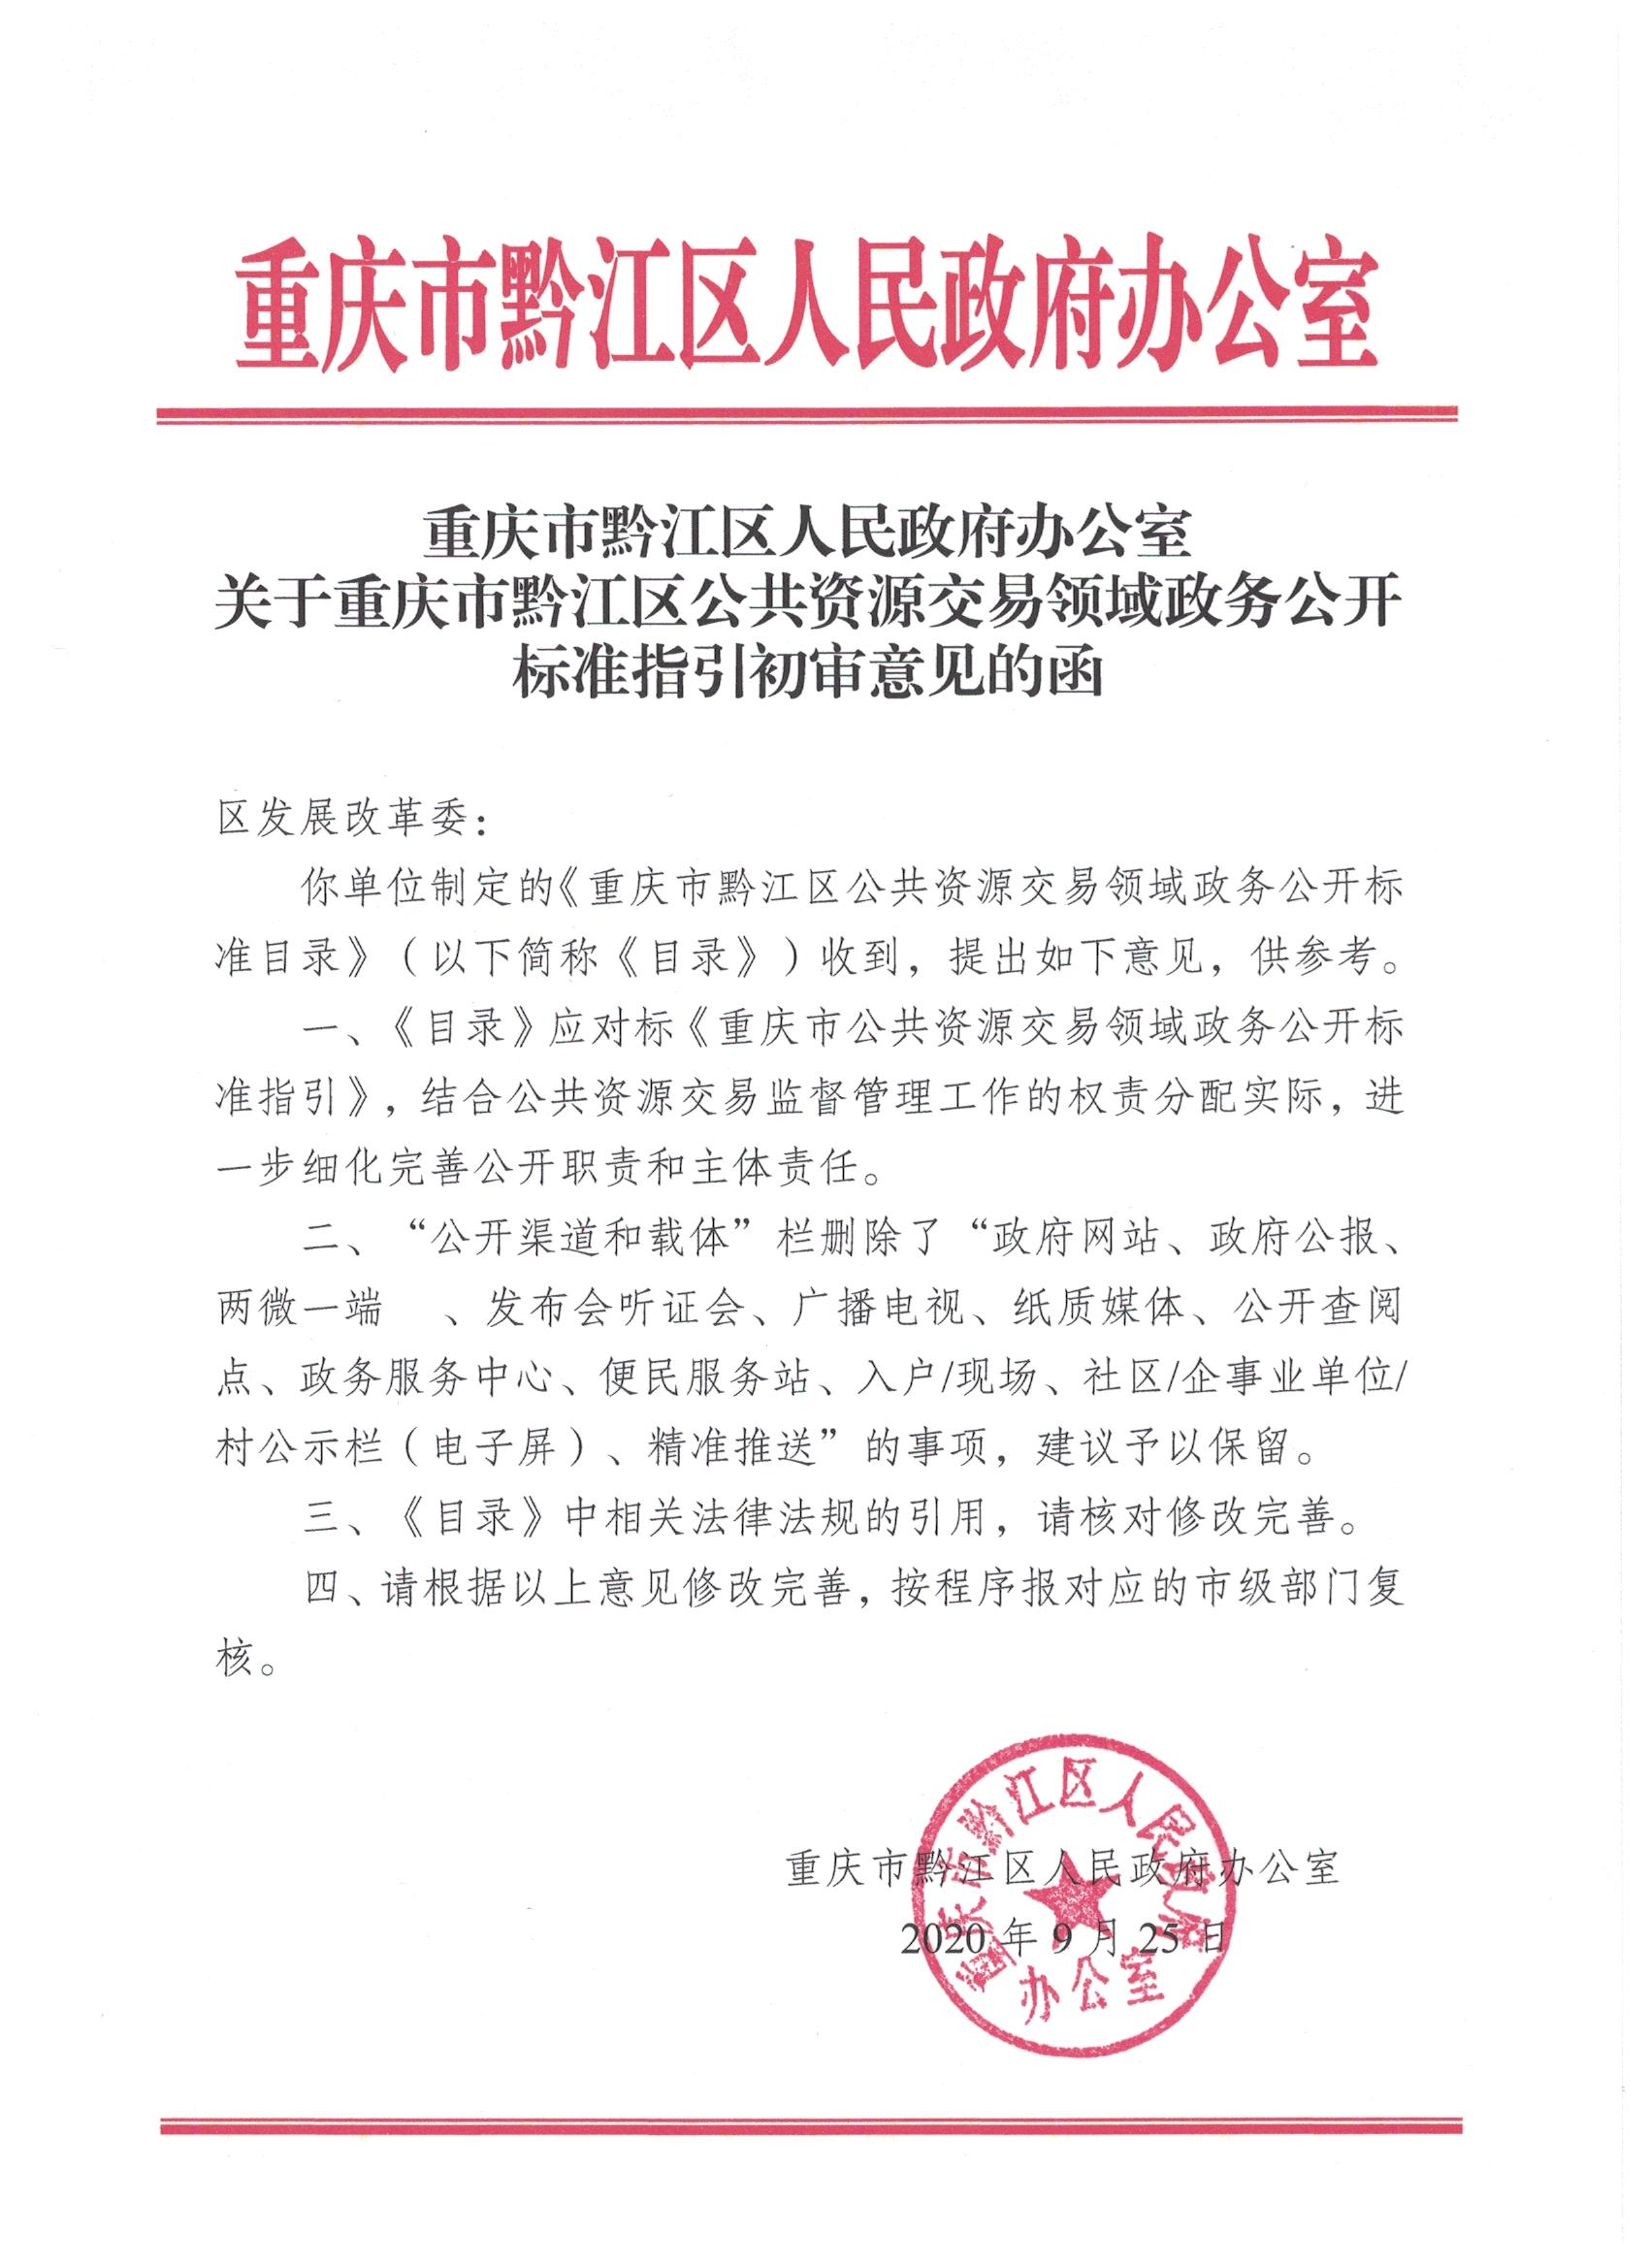 重庆市黔江区人民政府办公室
重庆市黔江区人民政府办公室
关于重庆市黔江区公共资源交易领域政务公开
标准指引初审意见的函
区发展改革委：
你单位制定的《重庆市黔江区公共资源交易领域政务公开标
准目录》（以下简称《目录》）收到，提出如下意见，供参考。
一、《目录》应对标《重庆市公共资源交易领域政务公开标
准指引》，结合公共资源交易监督管理工作的权责分配实际，进
一步细化完善公开职责和主体责任。
二、“公开渠道和载体”栏删除了“政府网站、政府公报、
两微一端　、发布会听证会、广播电视、纸质媒体、公开查阅
点、政务服务中心、便民服务站、入户/现场、社区/企事业单位/
村公示栏（电子屏）、精准推送”的事项，建议予以保留。
三、《目录》中相关法律法规的引用，请核对修改完善。
四、请根据以上意见修改完善，按程序报对应的市级部门复
核。
重庆市黔江区人民政府办公室
2020年9月25日
重庆市黔江区人民政府
办公室